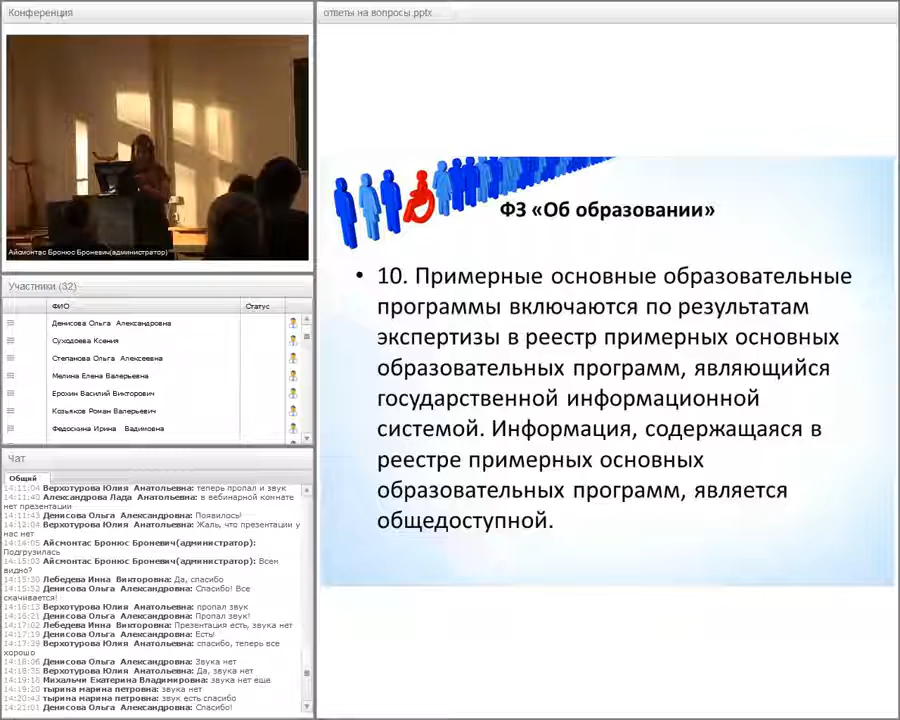 Конференция
Айсмонтас Бронюс Броневич(администратор)
Участники (32)
ФИО
Статус
Денисова Ольга Александровна
Суходоева Ксения
Степанова Ольга Алексеевна
Мелина Елена Валерьевна
Ерохин Василий Викторович
Козьяков Роман Валерьевич
Федоскина Ирина Вадимовна
Чат
Общий
14:11:04 Верхотурова Юлия Анатольевна: теперь пропал и звук
14:11:40 Александрова Лада Анатольевна: в вебинарной комнате
нет презентации
14:11:43 Денисова Ольга Александровна: Появилось!
14:12:04 Верхотурова Юлия Анатольевна: Жаль, что презентации у
нас нет
14:14:05 Айсмонтас Бронюс Броневич(администратор):
Подгрузилась
14:15:03 Айсмонтас Бронюс Броневич(администратор): Всем
видно?
14:15:30 Лебедева Инна Викторовна: Да, спасибо
14:15:52 Денисова Ольга Александровна: Спасибо! Все
скачивается!
14:16:13 Верхотурова Юлия Анатольевна: пропал звук
14:16:21 Денисова Ольга Александровна: Пропал звук!
14:17:02 Лебедева Инна Викторовна: Презентация есть, звука нет
14:17:19 Денисова Ольга Александровна: Есть!
14:17:39 Верхотурова Юлия Анатольевна: спасибо, теперь все
хорошо
14:18:06 Денисова Ольга Александровна: Звука нет
14:18:35 Верхотурова Юлия Анатольевна: Да, звука нет
14:19:18 Михальчи Екатерина Владимировна: звука нет еще
14:19:20 тырина марина петровна: звука нет
14:20:43 тырина марина петровна: звук есть спасибо
14:21:01 Денисова Ольга Александровна: Спасибо!
ответы на вопросы.pptx
ФЗ «Об образовании»
• 10. Примерные основные образовательные
программы включаются по результатам
экспертизы в реестр примерных основных
образовательных программ, являющийся
государственной информационной
системой. Информация, содержащаяся в
реестре примерных основных
образовательных программ, является
общедоступной.